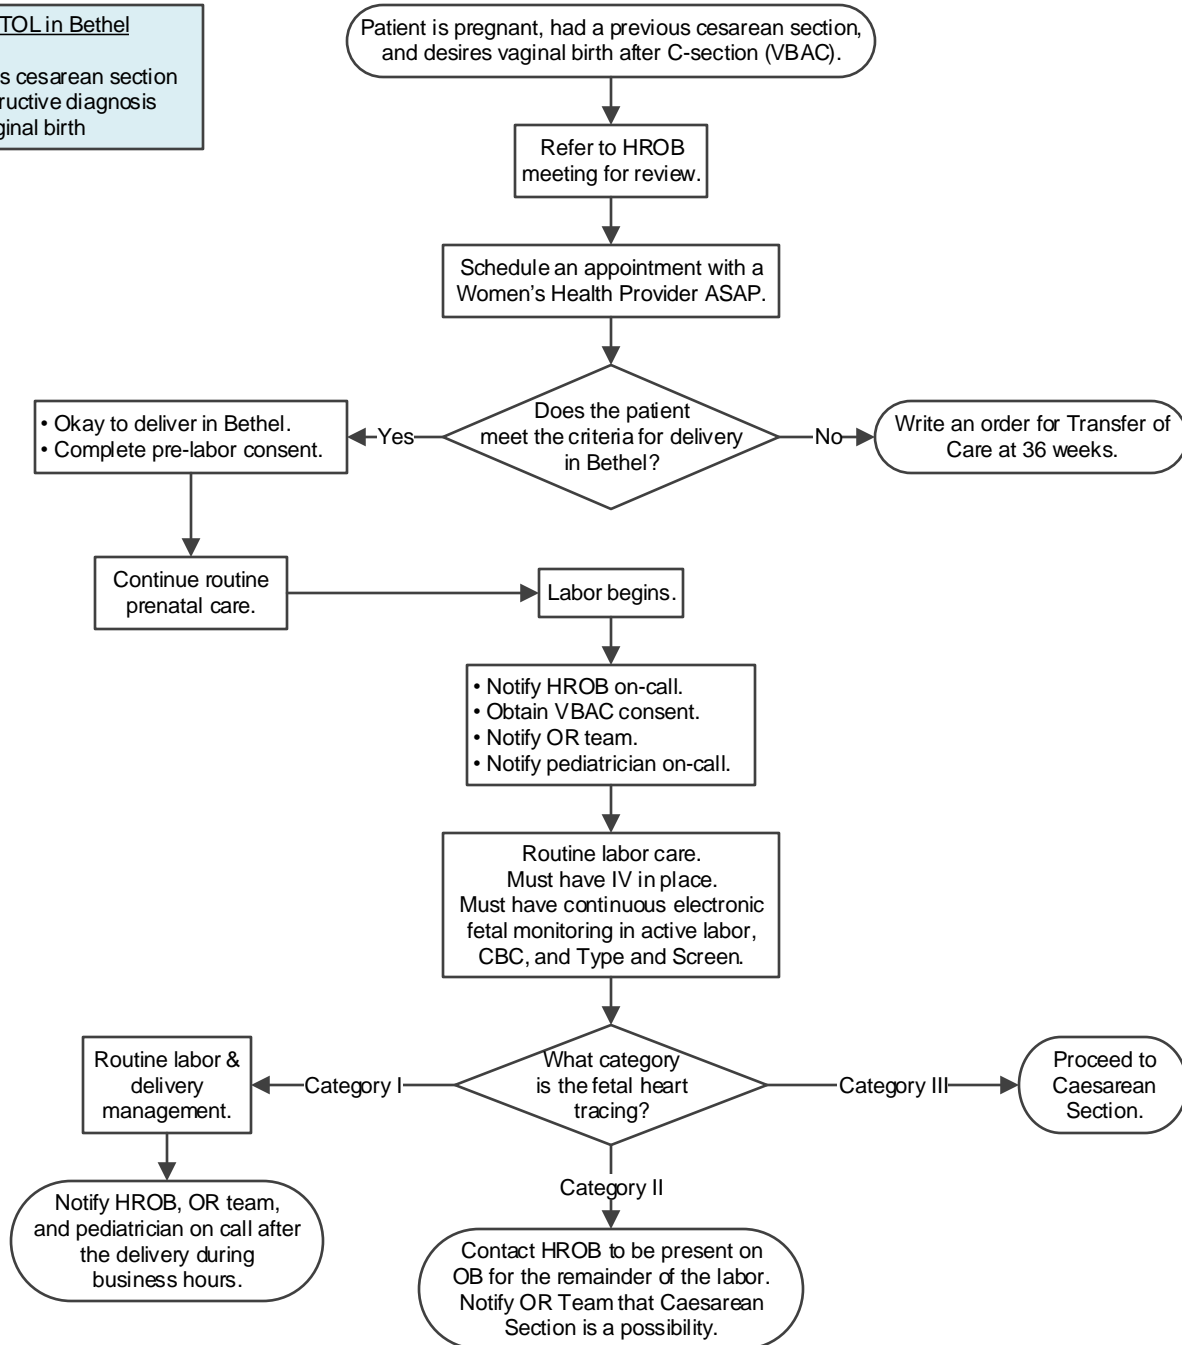 TOL in Bethel
s cesarean section
ructive diagnosis
ginal birth
Patient is pregnant, had a previous cesarean section,
and desires vaginal birth after C-section (VBAC).
Refer to HROB
meeting for review.
Schedule an appointment with a
Women's Health Provider ASAP.
Does the patient
meet the criteria for delivery
in Bethel?
Yes
No
• Okay to deliver in Bethel.
• Complete pre-labor consent.
Write an order for Transfer of
Care at 36 weeks.
Continue routine
prenatal care.
Labor begins.
• Notify HROB on-call.
• Obtain VBAC consent.
• Notify OR team.
• Notify pediatrician on-call.
Routine labor care.
Must have IV in place.
Must have continuous electronic
fetal monitoring in active labor,
CBC, and Type and Screen.
What category
is the fetal heart
tracing?
Category I
Category III
Category II
Routine labor &
delivery
management.
Proceed to
Caesarean
Section.
Notify HROB, OR team,
and pediatrician on call after
the delivery during
business hours.
Contact HROB to be present on
OB for the remainder of the labor.
Notify OR Team that Caesarean
Section is a possibility.